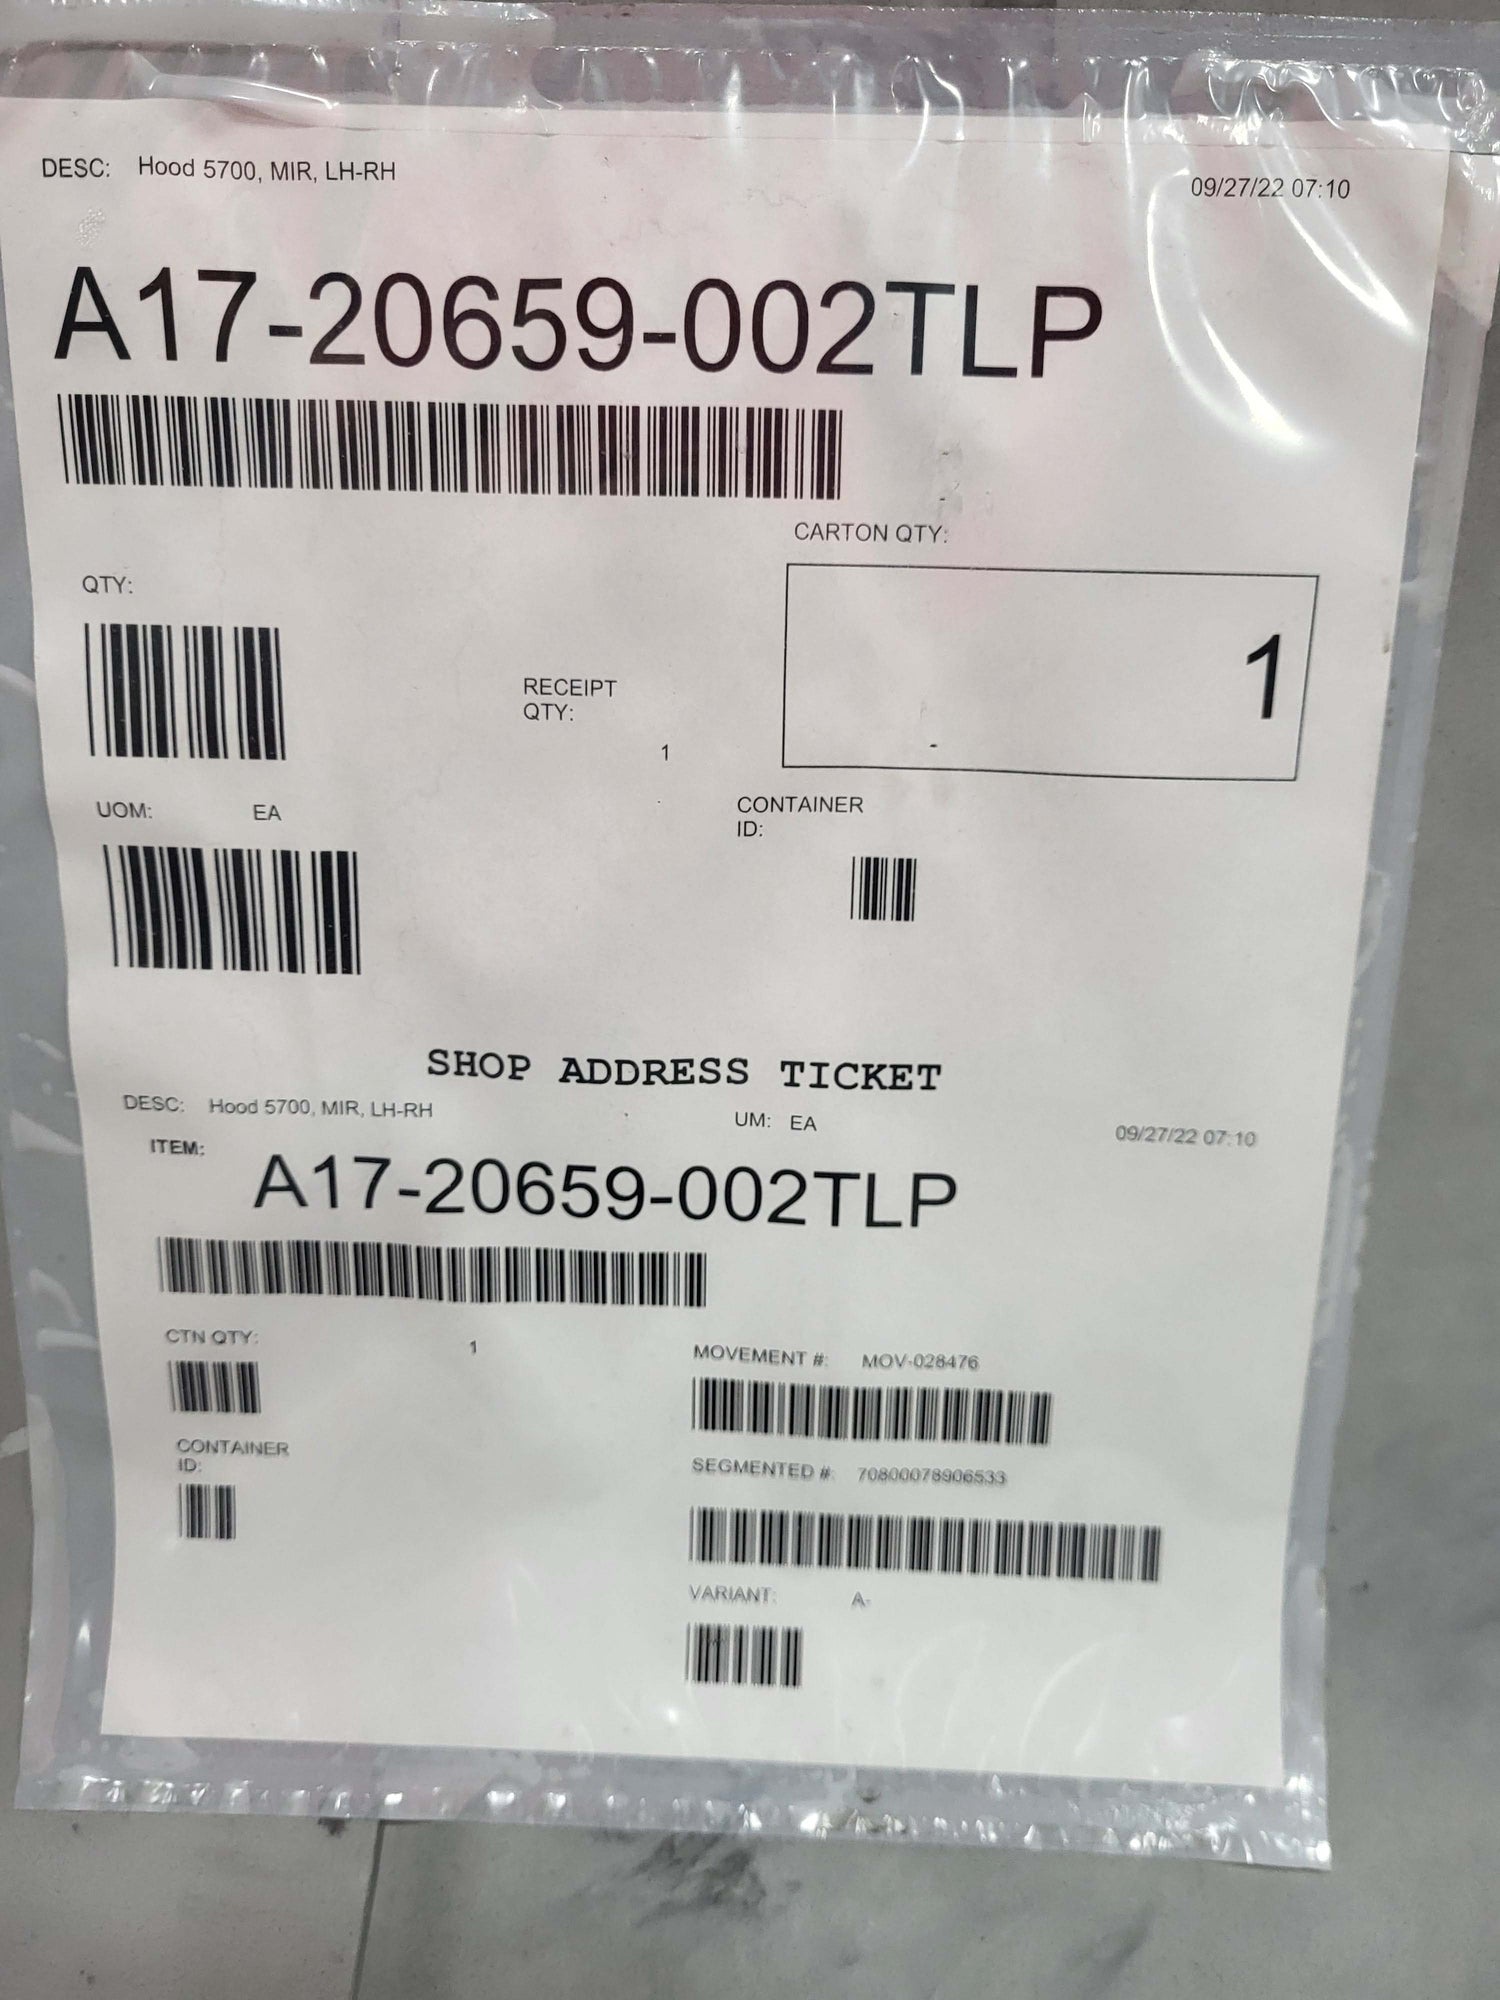 DESC: Hood 5700, MIR, LH-RH
09/27/22 07:10
A17-20659-002TLP
CARTON QTY:
QTY:
1
RECEIPT
QTY:
1
UOM: EA
CONTAINER
ID:
SHOP ADDRESS TICKET
DESC: Hood 5700, MIR, LH-RH
UM: EA
09/27/22 07:10
ITEM:
A17-20659-002TLP
CTN QTY: 1
MOVEMENT #: MOV-028476
CONTAINER
ID:
SEGMENTED #: 70800078906533
VARIANT: A-